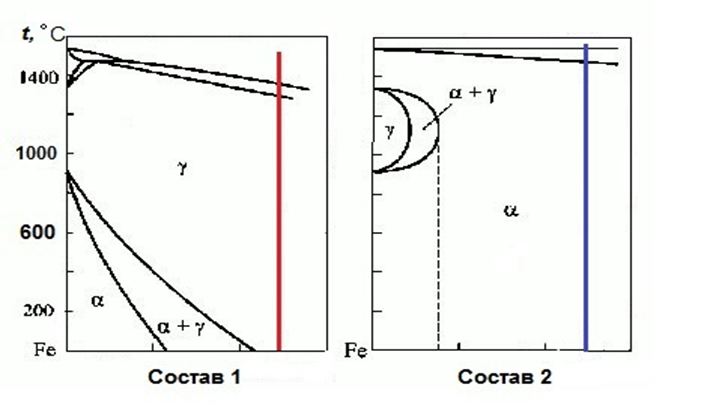 t, °C
1400
1000
600
200
Fe
γ
α
α + γ
Состав 1
α + γ
γ
α
Fe
Состав 2